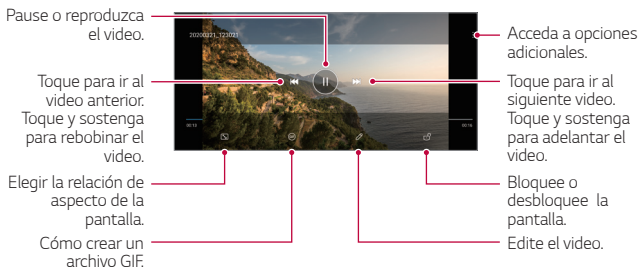 Pause o reproduzca
el video.
Toque para ir al
video anterior.
Toque y sostenga
para rebobinar el
video.
Elegir la relación de
aspecto de la
pantalla.
Cómo crear un
archivo GIF.
20200321_123021
00:10
00:16
Acceda a opciones
adicionales.
Toque para ir al
siguiente video.
Toque y sostenga
para adelantar el
video.
Bloquee o
desbloquee la
pantalla.
Edite el video.